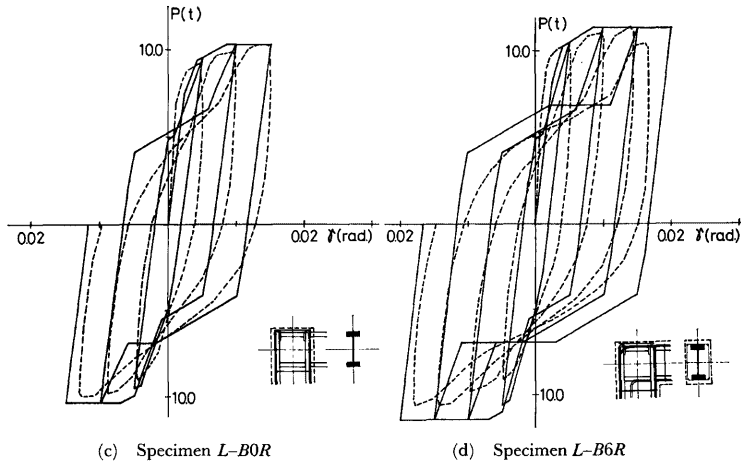 P(t)
10.0
0.02
0.02
γ(rad.)
10.0
(c) Specimen L-B0R
P(t)
10.0
0.02
0.02
γ(rad.)
10.0
(d) Specimen L-B6R